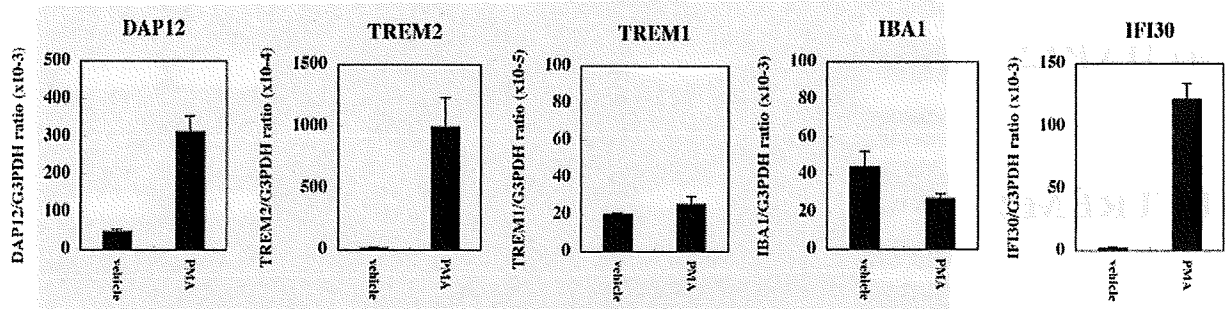 DAP12
DAP12/G3PDH ratio (x10-3)
500
400
300
200
100
0
vehicle
PMA
TREM2
TREM2/G3PDH ratio (x10-4)
1500
1000
500
0
vehicle
PMA
TREM1
TREM1/G3PDH ratio (x10-5)
100
80
60
40
20
0
vehicle
PMA
IBA1
IBA1/G3PDH ratio (x10-3)
100
80
60
40
20
0
vehicle
PMA
IFI30
IFI30/G3PDH ratio (x10-3)
150
100
50
0
vehicle
PMA